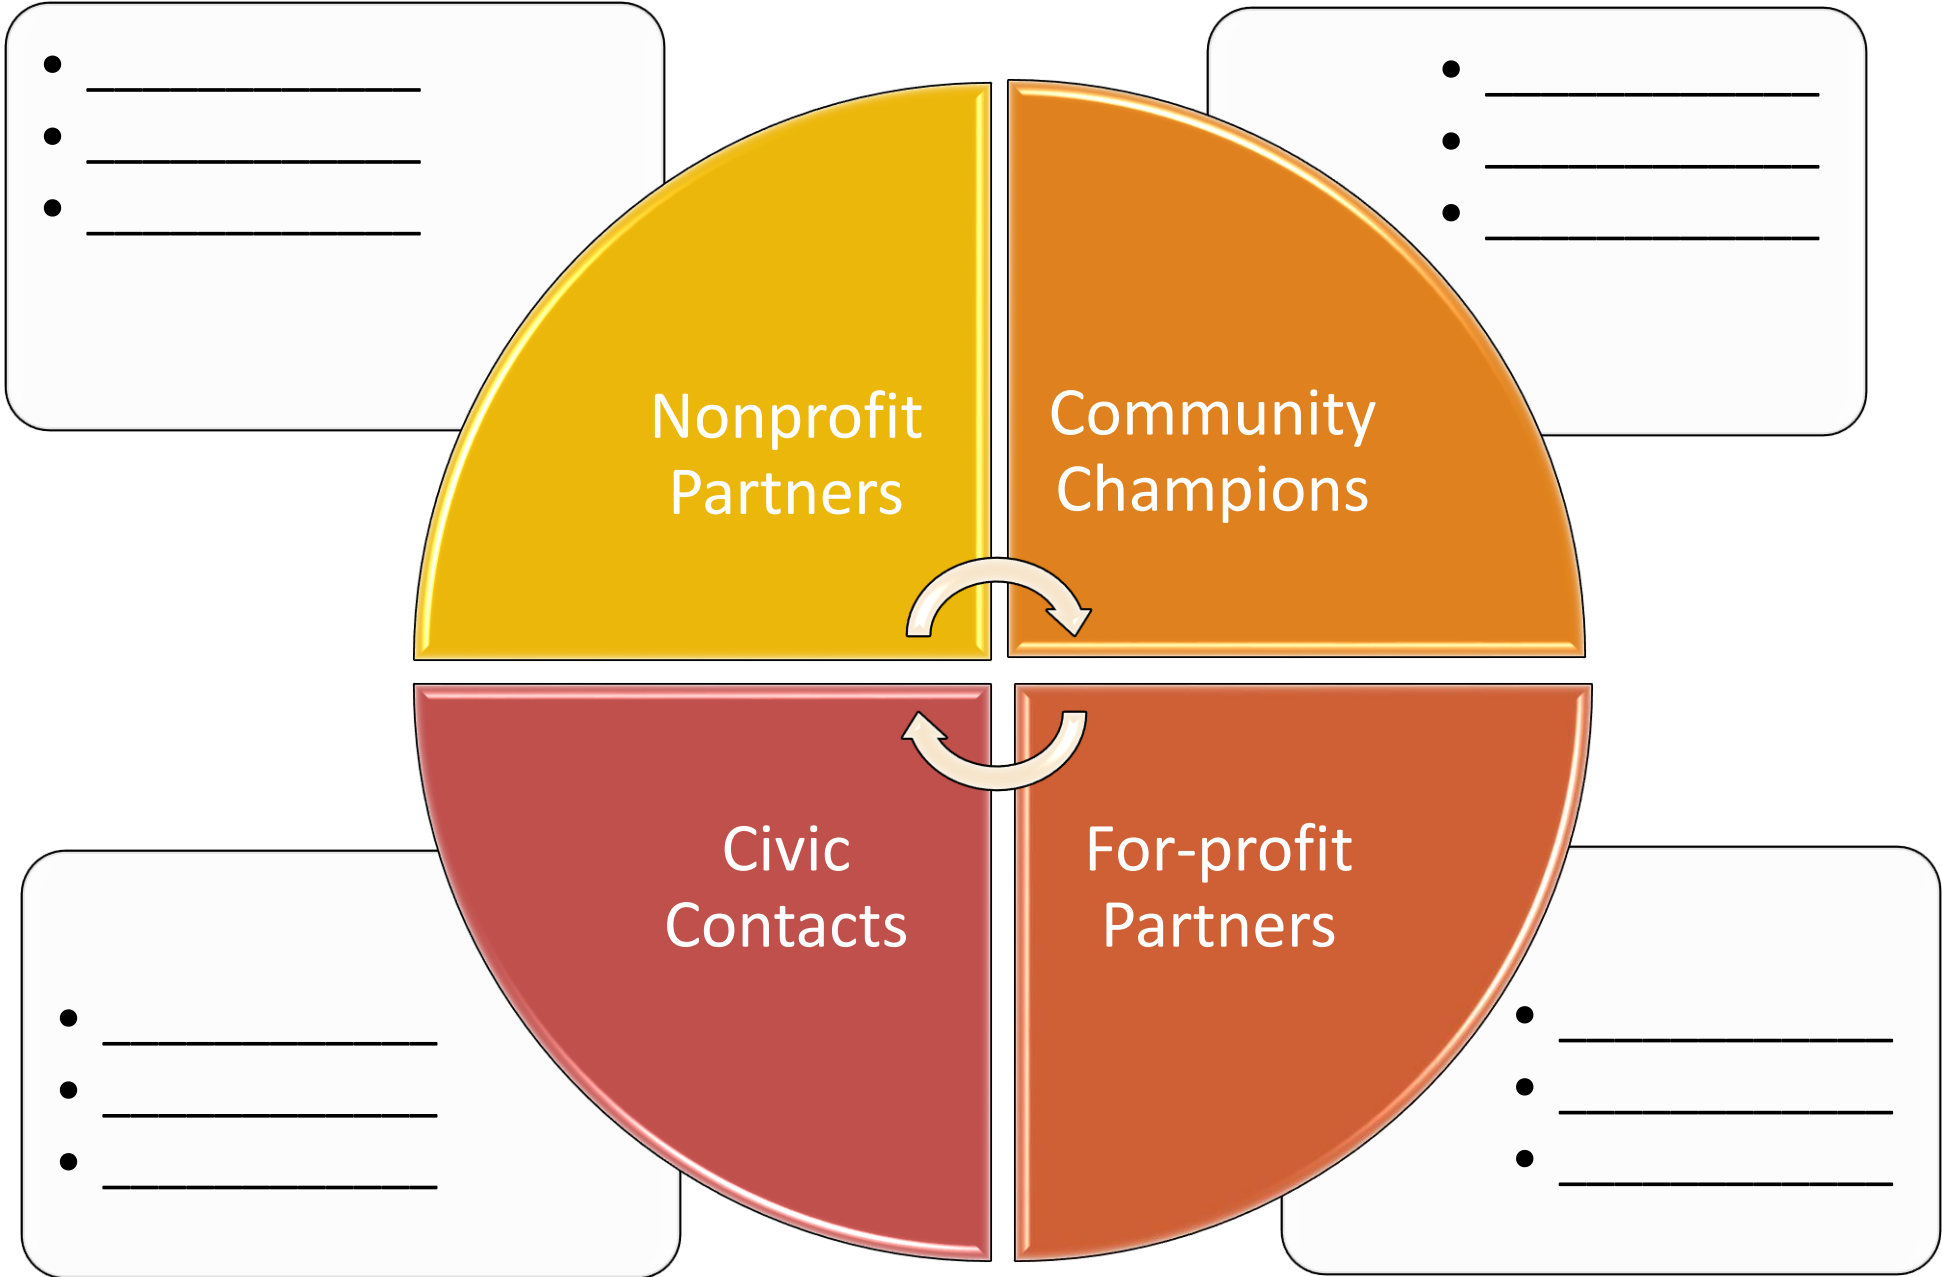 Nonprofit
Partners
Community
Champions
Civic
Contacts
For-profit
Partners